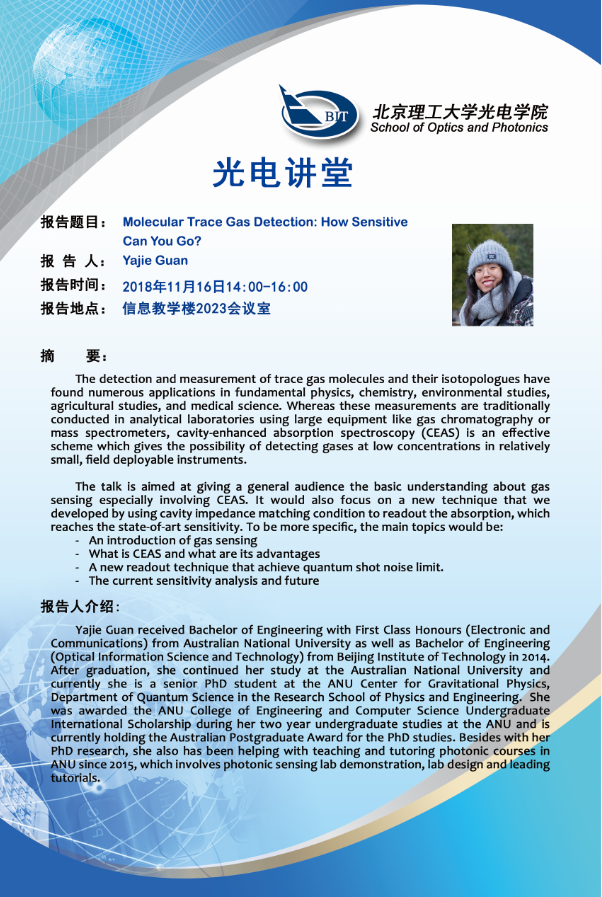 BIT
北京理工大学光电学院
School of Optics and Photonics
光电讲堂
报告题目： Molecular Trace Gas Detection: How Sensitive
Can You Go?
报 告 人： Yajie Guan
报告时间： 2018年11月16日14:00-16:00
报告地点： 信息教学楼2023会议室
摘 要：
The detection and measurement of trace gas molecules and their isotopologues have
found numerous applications in fundamental physics, chemistry, environmental studies,
agricultural studies, and medical science. Whereas these measurements are traditionally
conducted in analytical laboratories using large equipment like gas chromatography or
mass spectrometers, cavity-enhanced absorption spectroscopy (CEAS) is an effective
scheme which gives the possibility of detecting gases at low concentrations in relatively
small, field deployable instruments.
The talk is aimed at giving a general audience the basic understanding about gas
sensing especially involving CEAS. It would also focus on a new technique that we
developed by using cavity impedance matching condition to readout the absorption, which
reaches the state-of-art sensitivity. To be more specific, the main topics would be:
- An introduction of gas sensing
- What is CEAS and what are its advantages
- A new readout technique that achieve quantum shot noise limit.
- The current sensitivity analysis and future
报告人介绍：
Yajie Guan received Bachelor of Engineering with First Class Honours (Electronic and
Communications) from Australian National University as well as Bachelor of Engineering
(Optical Information Science and Technology) from Beijing Institute of Technology in 2014.
After graduation, she continued her study at the Australian National University and
currently she is a senior PhD student at the ANU Center for Gravitational Physics,
Department of Quantum Science in the Research School of Physics and Engineering. She
was awarded the ANU College of Engineering and Computer Science Undergraduate
International Scholarship during her two year undergraduate studies at the ANU and is
currently holding the Australian Postgraduate Award for the PhD studies. Besides with her
PhD research, she also has been helping with teaching and tutoring photonic courses in
ANU since 2015, which involves photonic sensing lab demonstration, lab design and leading
tutorials.